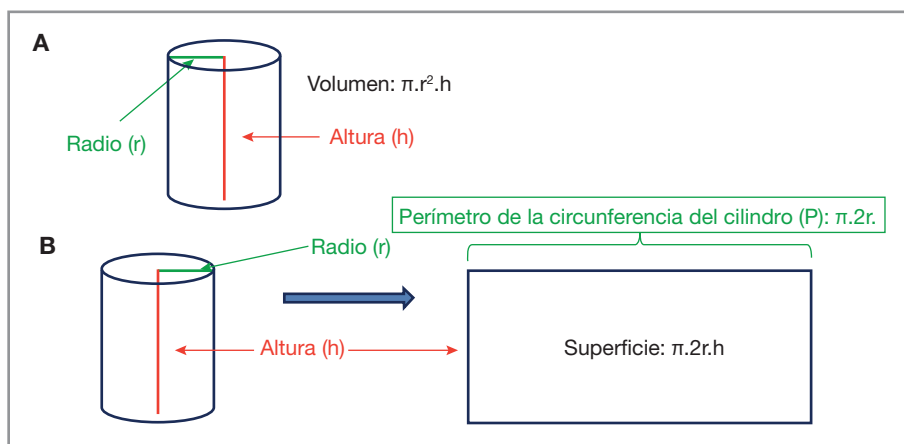 A
Volumen: π.r².h
Radio (r)
Altura (h)
Perímetro de la circunferencia del cilindro (P): π.2r.
B
Radio (r)
Altura (h)
Superficie: π.2r.h